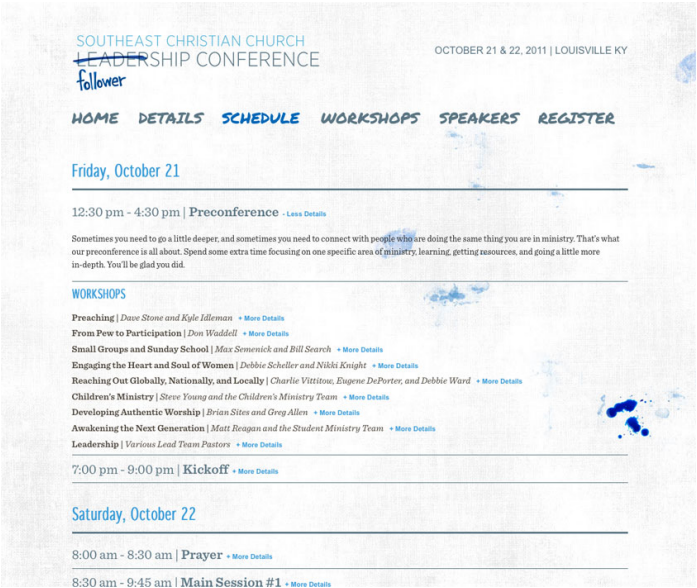 SOUTHEAST CHRISTIAN CHURCH
LEADERSHIP CONFERENCE
follower
OCTOBER 21 & 22, 2011 | LOUISVILLE KY
HOME DETAILS SCHEDULE WORKSHOPS SPEAKERS REGISTER
Friday, October 21
12:30 pm - 4:30 pm | Preconference - Less Details
Sometimes you need to go a little deeper, and sometimes you need to connect with people who are doing the same thing you are in ministry. That's what
our preconference is all about. Spend some extra time focusing on one specific area of ministry, learning, getting resources, and going a little more
in-depth. You'll be glad you did.
WORKSHOPS
Preaching | Dave Stone and Kyle Idleman + More Details
From Pew to Participation | Don Waddell + More Details
Small Groups and Sunday School | Max Semenick and Bill Search + More Details
Engaging the Heart and Soul of Women | Debbie Scheller and Nikki Knight + More Details
Reaching Out Globally, Nationally, and Locally | Charlie Vittitow, Eugene DePorter, and Debbie Ward + More Details
Children's Ministry | Steve Young and the Children's Ministry Team + More Details
Developing Authentic Worship | Brian Sites and Greg Allen + More Details
Awakening the Next Generation | Matt Reagan and the Student Ministry Team + More Details
Leadership | Various Lead Team Pastors + More Details
7:00 pm - 9:00 pm | Kickoff + More Details
Saturday, October 22
8:00 am - 8:30 am | Prayer + More Details
8:30 am - 9:45 am | Main Session #1 + More Details